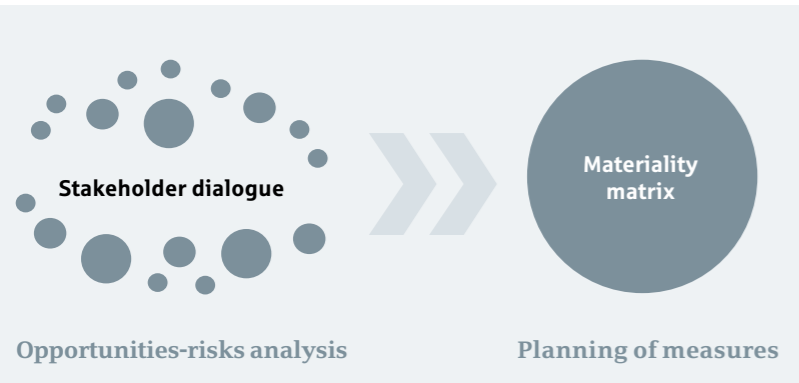 Stakeholder dialogue
Materiality
matrix
Opportunities-risks analysis
Planning of measures